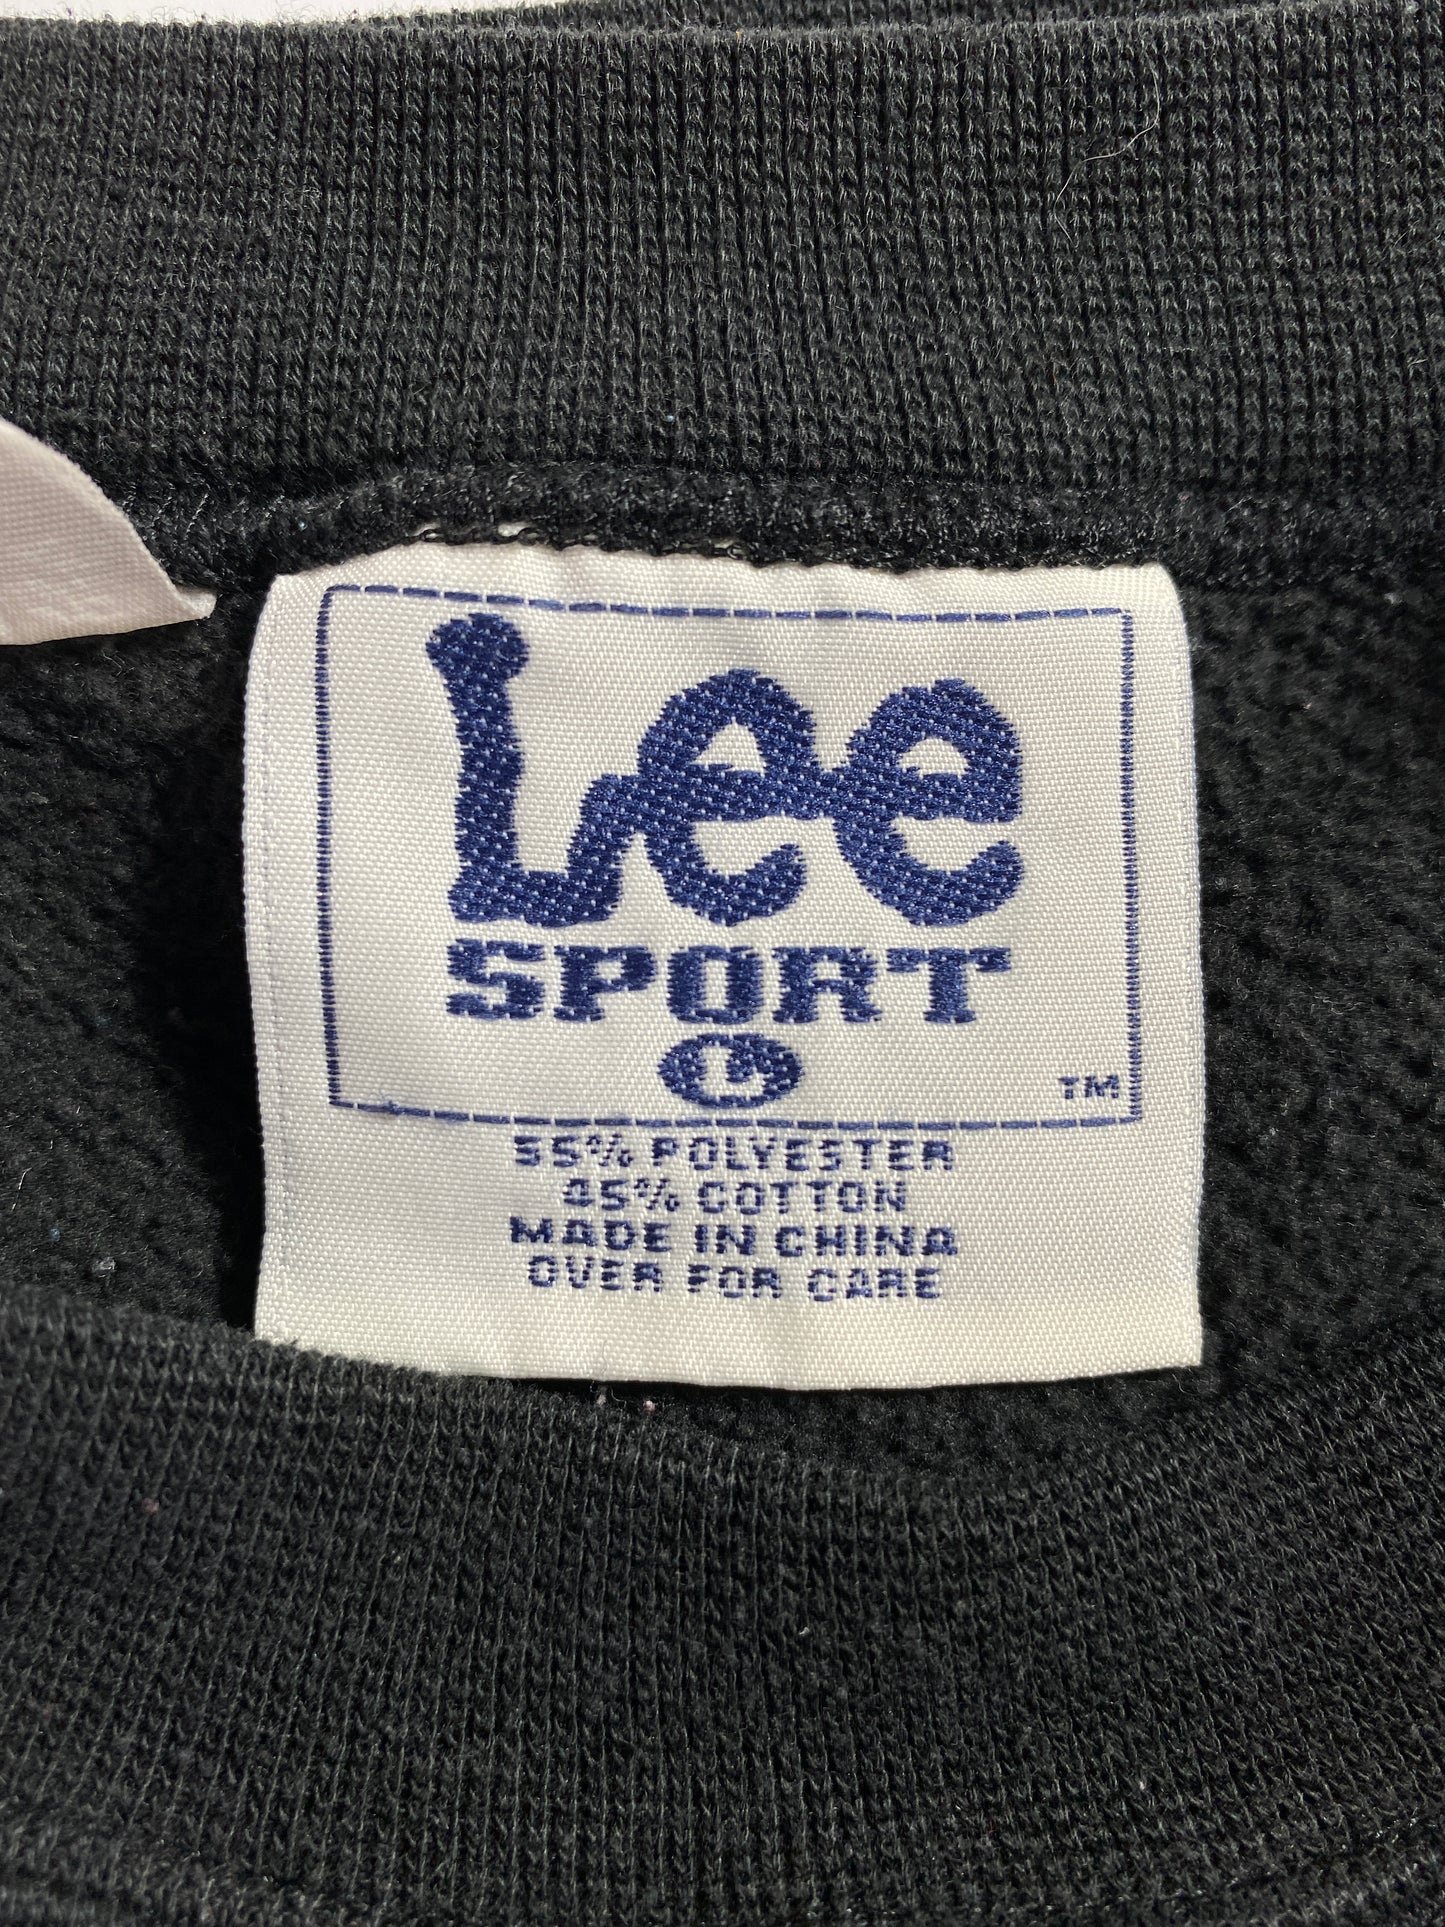 Lee
SPORT
L
TM
55% POLYESTER
45% COTTON
MADE IN CHINA
OVER FOR CARE